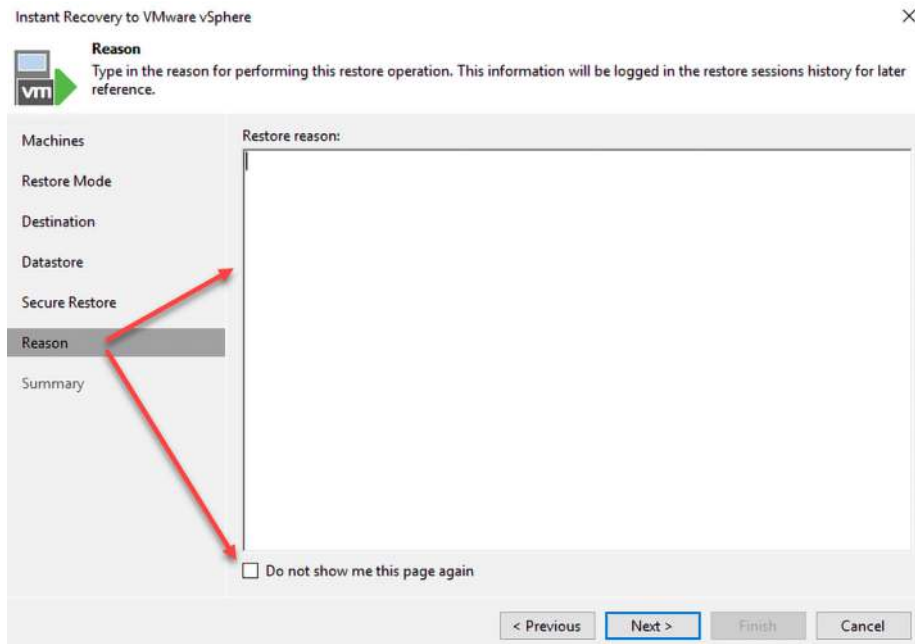 Instant Recovery to VMware vSphere
Reason
Type in the reason for performing this restore operation. This information will be logged in the restore sessions history for later
reference.
vm
Machines
Restore Mode
Destination
Datastore
Secure Restore
Reason
Summary
Restore reason:
Do not show me this page again
< Previous
Next >
Finish
Cancel